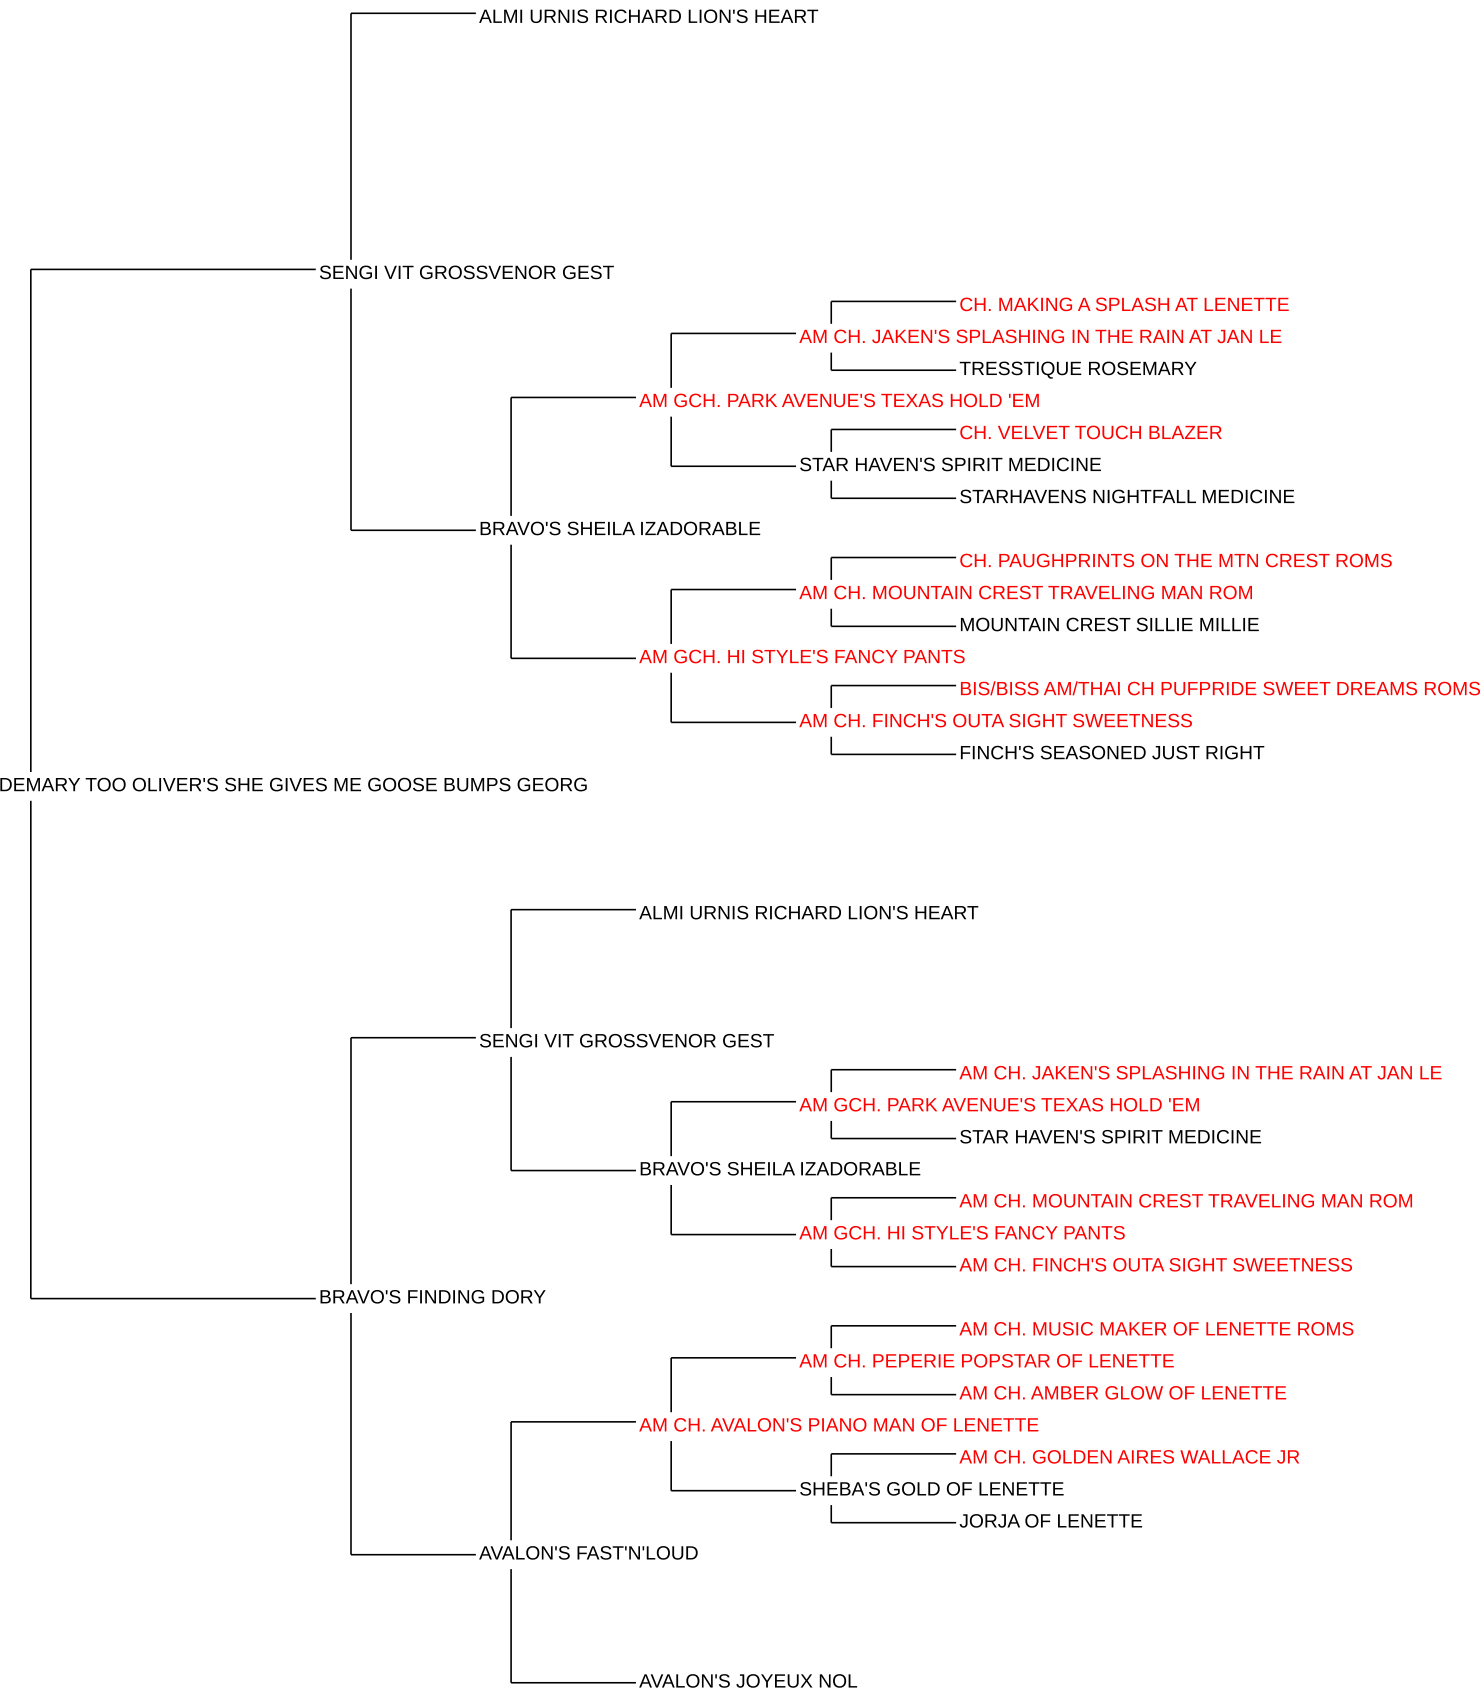 ALMI URNIS RICHARD LION'S HEART
SENGI VIT GROSSVENOR GEST
CH. MAKING A SPLASH AT LENETTE
AM CH. JAKEN'S SPLASHING IN THE RAIN AT JAN LE
TRESSTIQUE ROSEMARY
AM GCH. PARK AVENUE'S TEXAS HOLD 'EM
CH. VELVET TOUCH BLAZER
STAR HAVEN'S SPIRIT MEDICINE
STARHAVENS NIGHTFALL MEDICINE
BRAVO'S SHEILA IZADORABLE
CH. PAUGHPRINTS ON THE MTN CREST ROMS
AM CH. MOUNTAIN CREST TRAVELING MAN ROM
MOUNTAIN CREST SILLIE MILLIE
AM GCH. HI STYLE'S FANCY PANTS
BIS/BISS AM/THAI CH PUFPRIDE SWEET DREAMS ROMS
AM CH. FINCH'S OUTA SIGHT SWEETNESS
FINCH'S SEASONED JUST RIGHT
DEMARY TOO OLIVER'S SHE GIVES ME GOOSE BUMPS GEORG
ALMI URNIS RICHARD LION'S HEART
SENGI VIT GROSSVENOR GEST
AM CH. JAKEN'S SPLASHING IN THE RAIN AT JAN LE
AM GCH. PARK AVENUE'S TEXAS HOLD 'EM
STAR HAVEN'S SPIRIT MEDICINE
BRAVO'S SHEILA IZADORABLE
AM CH. MOUNTAIN CREST TRAVELING MAN ROM
AM GCH. HI STYLE'S FANCY PANTS
AM CH. FINCH'S OUTA SIGHT SWEETNESS
BRAVO'S FINDING DORY
AM CH. MUSIC MAKER OF LENETTE ROMS
AM CH. PEPERIE POPSTAR OF LENETTE
AM CH. AMBER GLOW OF LENETTE
AM CH. AVALON'S PIANO MAN OF LENETTE
AM CH. GOLDEN AIRES WALLACE JR
SHEBA'S GOLD OF LENETTE
JORJA OF LENETTE
AVALON'S FAST'N'LOUD
AVALON'S JOYEUX NOL